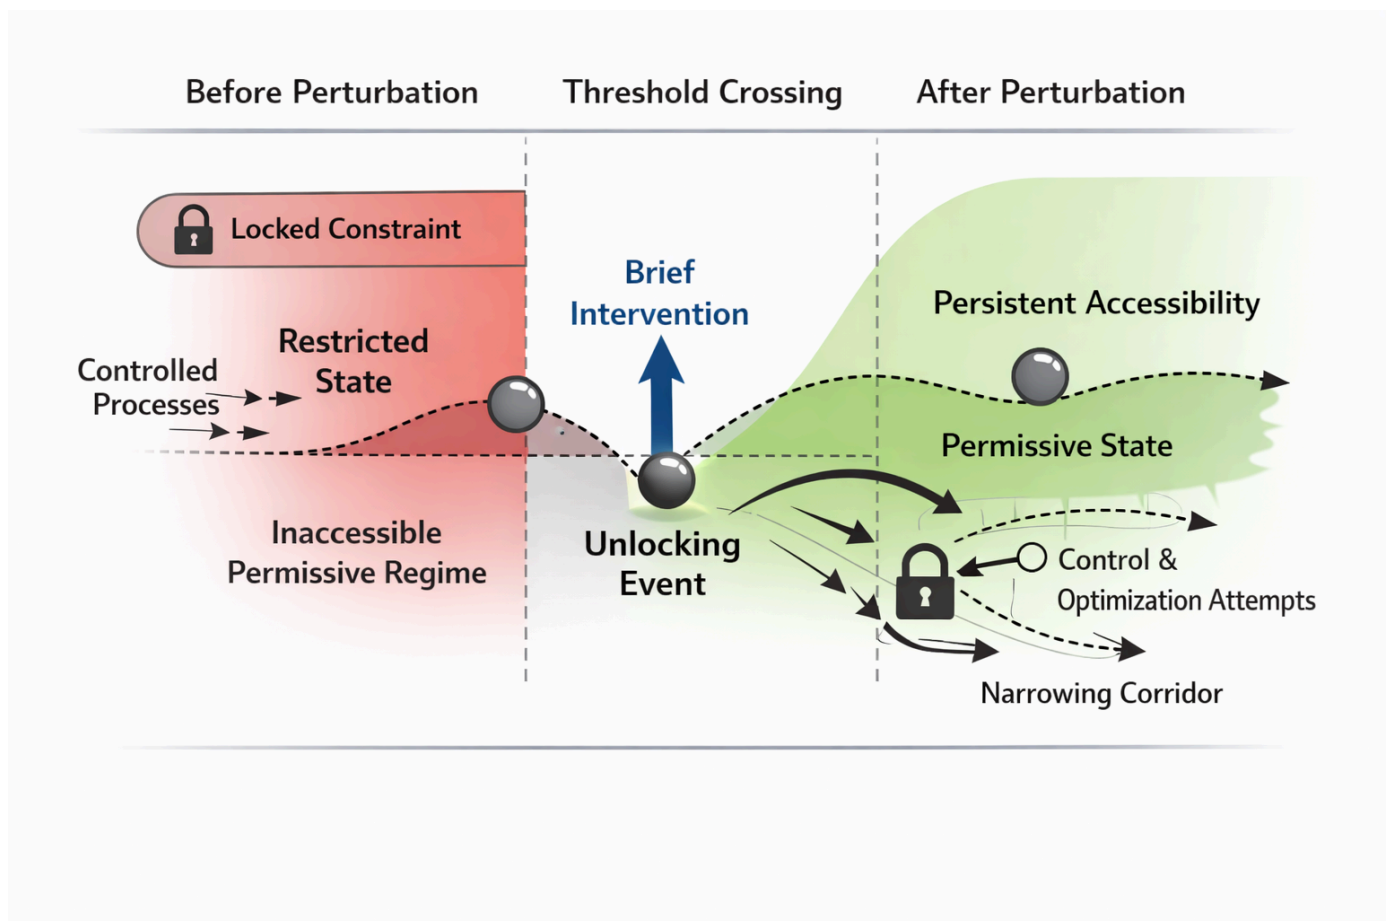 Before Perturbation
Threshold Crossing
After Perturbation
Locked Constraint
Restricted
State
Controlled
Processes
Inaccessible
Permissive Regime
Brief
Intervention
Unlocking
Event
Persistent Accessibility
Permissive State
Control &
Optimization Attempts
Narrowing Corridor